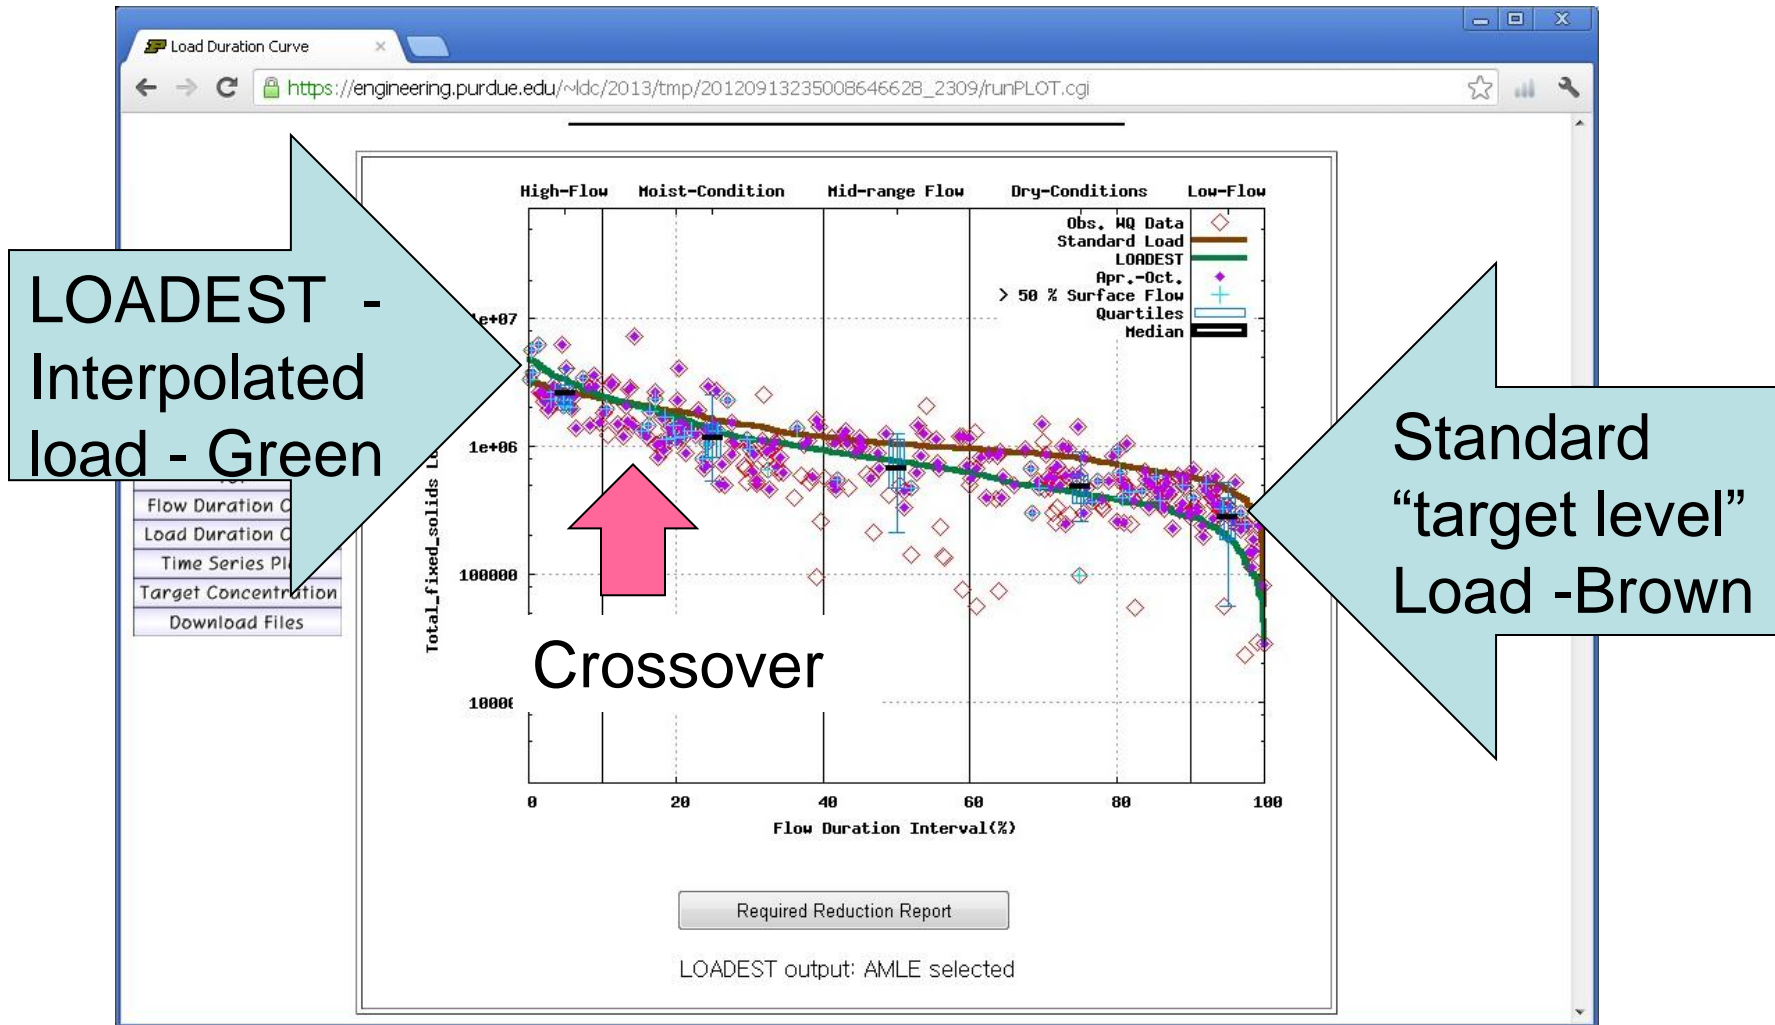 Load Duration Curve
https://engineering.purdue.edu/~ldc/2013/tmp/20120913235008646628_2309/runPLOT.cgi
High-Flow Moist-Condition Mid-range Flow Dry-Conditions Low-Flow
Obs. WQ Data
Standard Load
LOADEST
Apr.-Oct.
> 50 % Surface Flow
Quartiles
Median
LOADEST -
Interpolated
load - Green
Standard
“target level”
Load -Brown
Crossover
Flow Duration C
Load Duration C
Time Series Pl
Target Concentration
Download Files
e+07
1e+06
100000
1000
Total_fixed_solids L
0 20 40 60 80 100
Flow Duration Interval(%)
Required Reduction Report
LOADEST output: AMLE selected